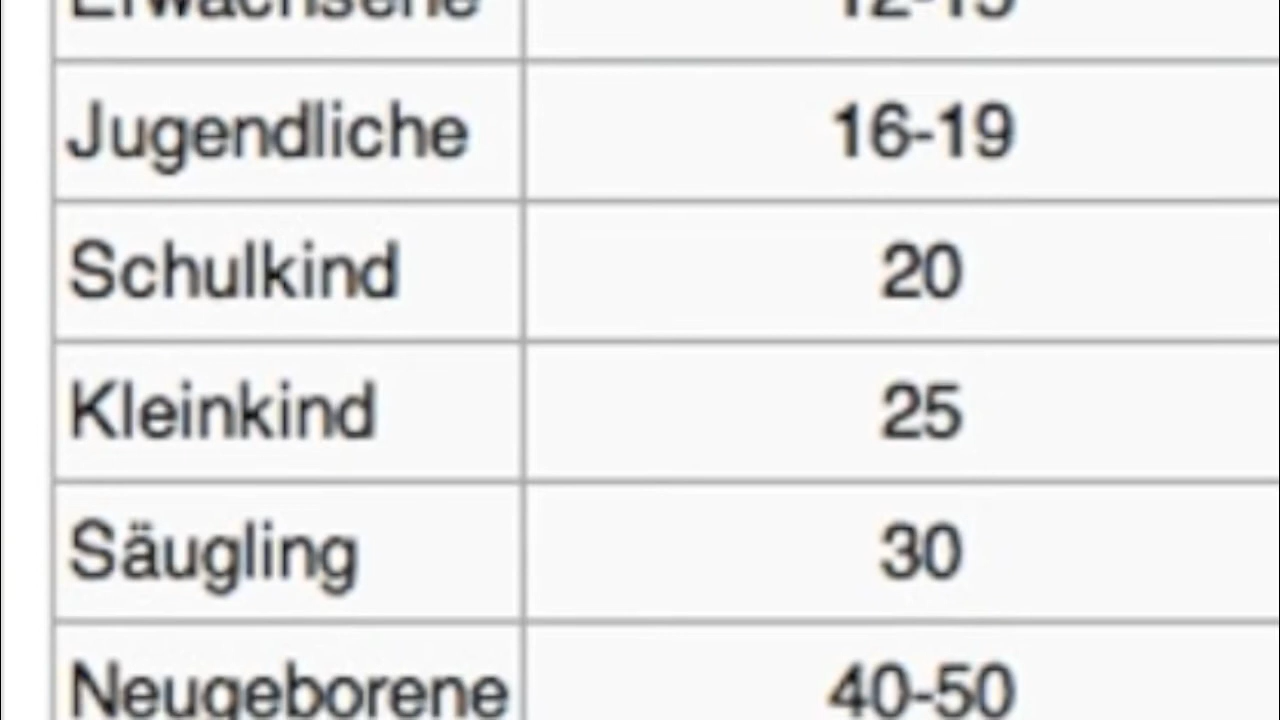 Erwachsene 12-15
Jugendliche 16-19
Schulkind 20
Kleinkind 25
Säugling 30
Neugeborene 40-50